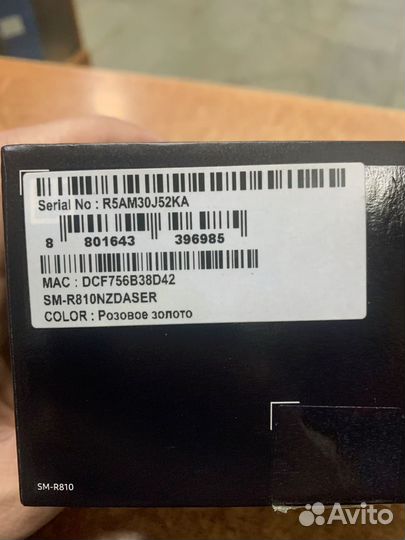 Serial No : R5AM30J52KA
8 801643 396985
MAC : DCF756B38D42
SM-R810NZDASER
COLOR : Розовое золото
SM-R810
Avito